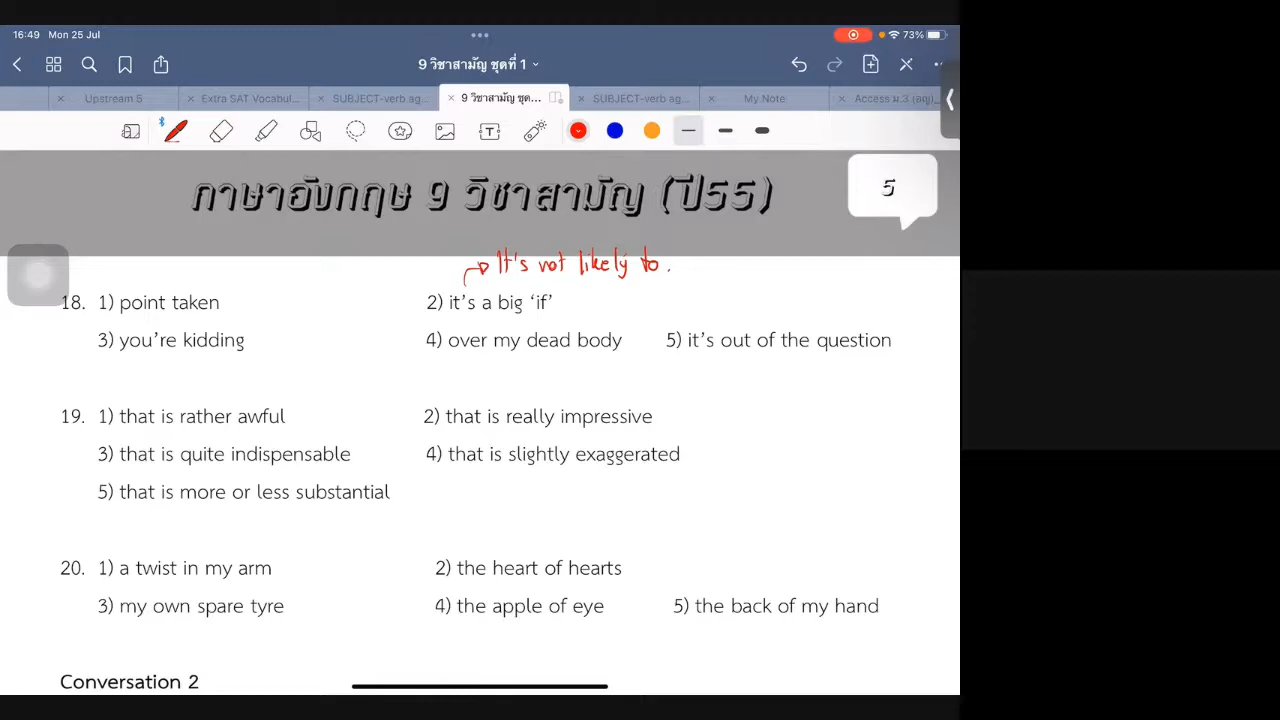 16:49 Mon 25 Jul
73%
9 วิชาสามัญ ชุดที่ 1
Upstream 5
Extra SAT Vocabul...
SUBJECT-verb ag...
9 วิชาสามัญ ชุด...
SUBJECT-verb ag...
My Note
Access ม.3 (อญ)_
ภาษาอังกฤษ 9 วิชาสามัญ (ปี55)
5
It's not likely to.
18. 1) point taken 2) it's a big ‘if’
3) you're kidding 4) over my dead body 5) it's out of the question
19. 1) that is rather awful 2) that is really impressive
3) that is quite indispensable 4) that is slightly exaggerated
5) that is more or less substantial
20. 1) a twist in my arm 2) the heart of hearts
3) my own spare tyre 4) the apple of eye 5) the back of my hand
Conversation 2